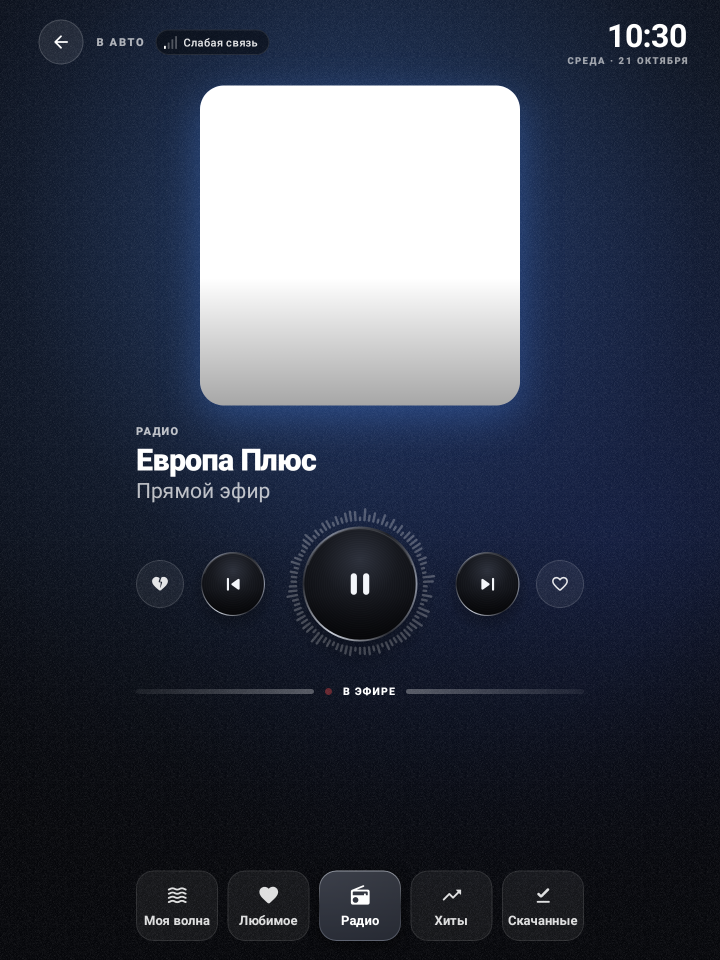 В АВТО
Слабая связь
10:30
СРЕДА · 21 ОКТЯБРЯ
РАДИО
Европа Плюс
Прямой эфир
В ЭФИРЕ
Моя волна
Любимое
Радио
Хиты
Скачанные